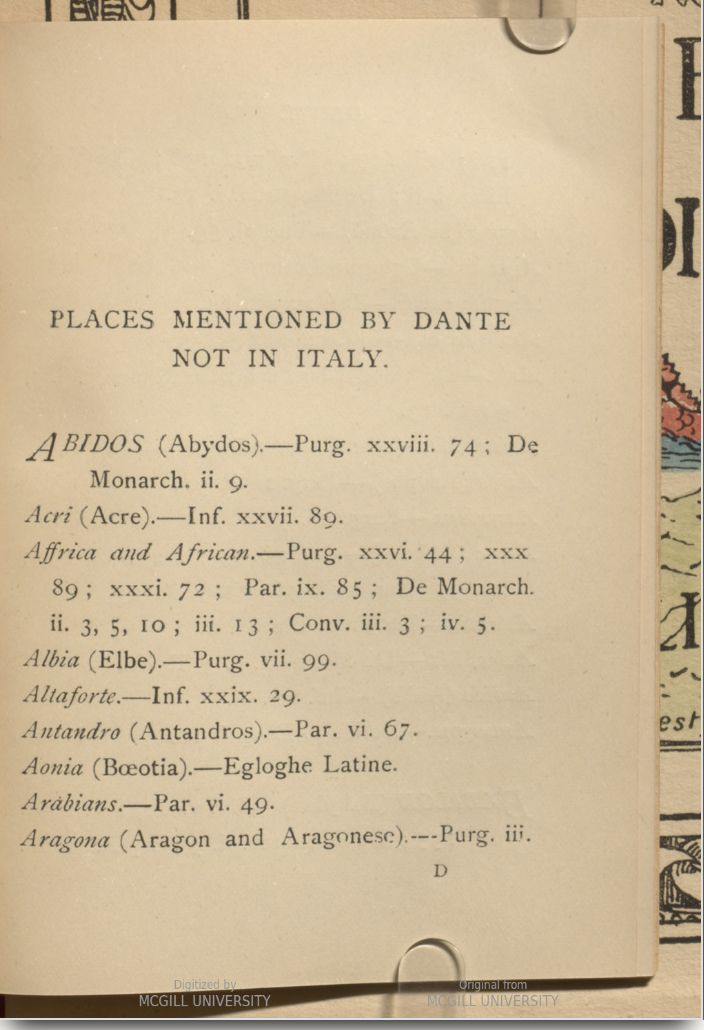 PLACES MENTIONED BY DANTE
NOT IN ITALY.
ABIDOS (Abydos).—Purg. xxviii. 74; De
Monarch. ii. 9.
Acri (Acre).—Inf. xxvii. 89.
Affrica and African.—Purg. xxvi. 44; xxx
89; xxxi. 72; Par. ix. 85; De Monarch.
ii. 3, 5, 10; iii. 13; Conv. iii. 3; iv. 5.
Albia (Elbe).—Purg. vii. 99.
Altaforte.—Inf. xxix. 29.
Antandro (Antandros).—Par. vi. 67.
Aonia (Bœotia).—Egloghe Latine.
Arabians.—Par. vi. 49.
Aragona (Aragon and Aragonese).---Purg. iii.
D
est
Digitized by
MCGILL UNIVERSITY
Original from
MCGILL UNIVERSITY